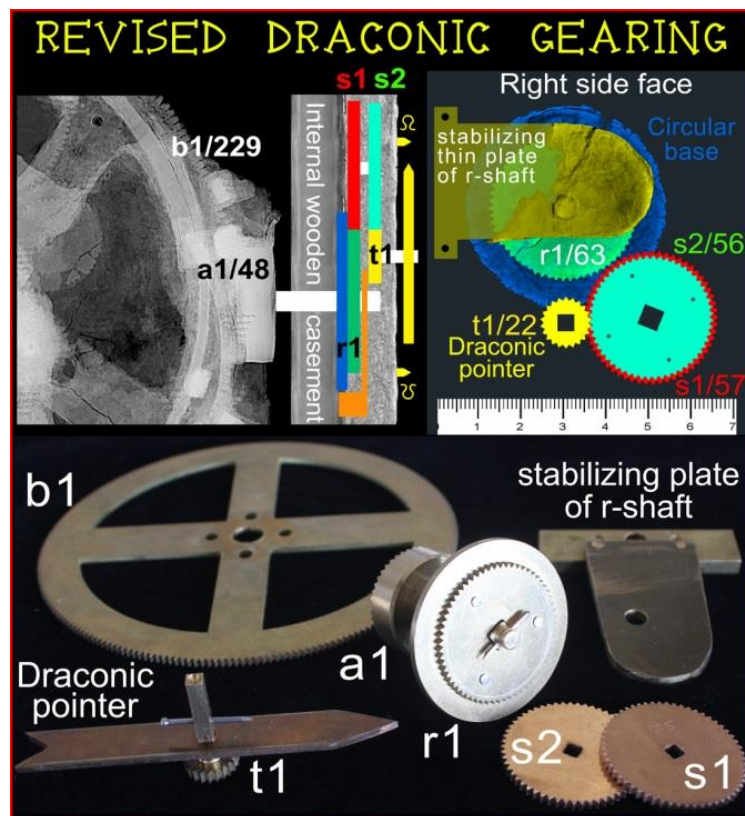 REVISED DRACONIC GEARING
s1 s2
Right side face
b1/229
Internal wooden casement
stabilizing
thin plate
of r-shaft
Circular
base
☊
a1/48
t1
r1/63
s2/56
r1
t1/22
Draconic
pointer
s1/57
☋
1 2 3 4 5 6 7
b1
stabilizing plate
of r-shaft
a1
Draconic
pointer
r1
t1
s2
s1